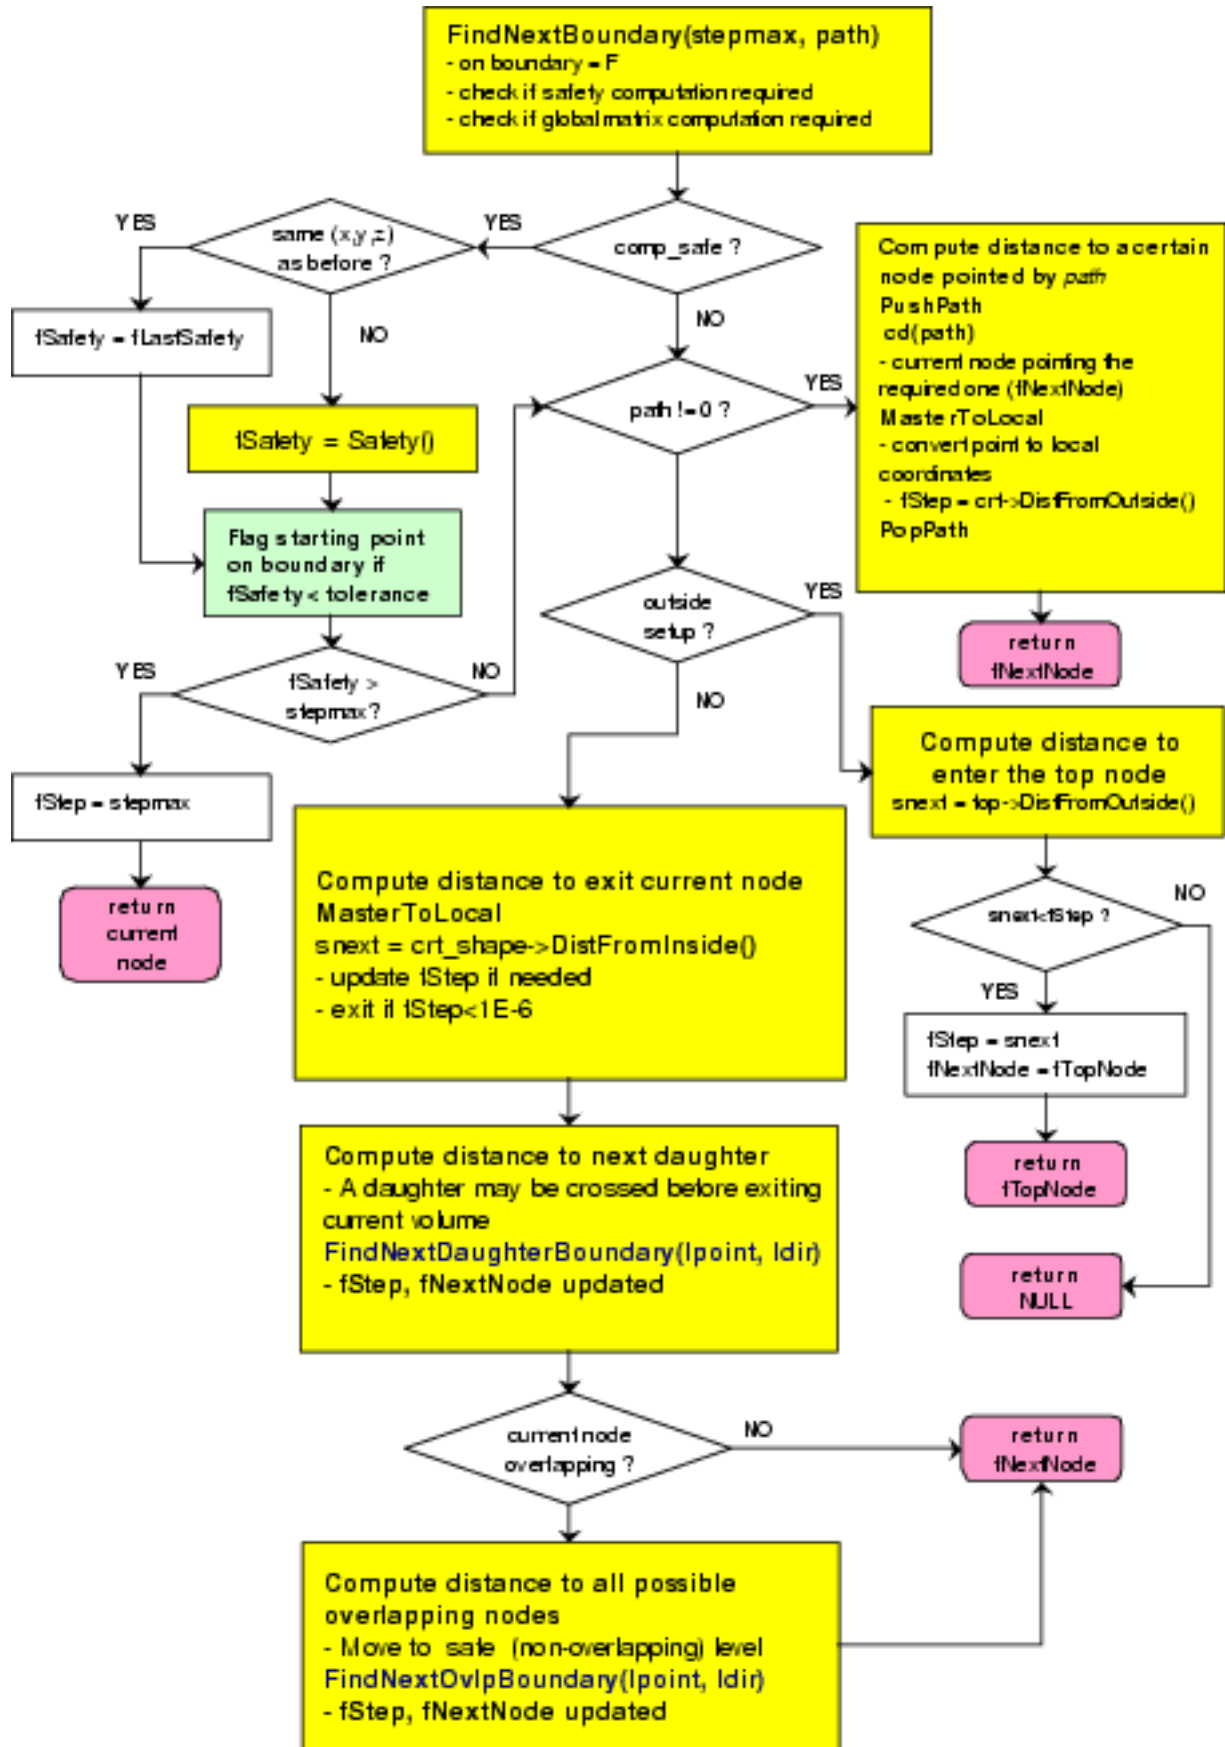 FindNextBoundary(stepmax, path)
- on boundary = F
- check if safety computation required
- check if global matrix computation required
YES
same (x,y,z)
as before ?
YES
comp_safe ?
NO
NO
fSafety = fLastSafety
fSafety = Safety()
Flag starting point
on boundary if
fSafety < tolerance
YES
fSafety >
stepmax?
NO
fStep = stepmax
return
current
node
path != 0 ?
YES
Compute distance to a certain
node pointed by path
PushPath
cd(path)
- current node pointing the
required one (fNextNode)
MasterToLocal
- convert point to local
coordinates
- fStep = crt->DistFromOutside()
PopPath
return
fNextNode
outside
setup ?
YES
NO
Compute distance to
enter the top node
snext = top->DistFromOutside()
snext<fStep ?
NO
YES
fStep = snext
fNextNode = fTopNode
return
fTopNode
return
NULL
Compute distance to exit current node
MasterToLocal
snext = crt_shape->DistFromInside()
- update fStep if needed
- exit if fStep<1E-6
Compute distance to next daughter
- A daughter may be crossed before exiting
current volume
FindNextDaughterBoundary(lpoint, ldir)
- fStep, fNextNode updated
current node
overlapping ?
NO
return
fNextNode
Compute distance to all possible
overlapping nodes
- Move to safe (non-overlapping) level
FindNextOvlpBoundary(lpoint, ldir)
- fStep, fNextNode updated